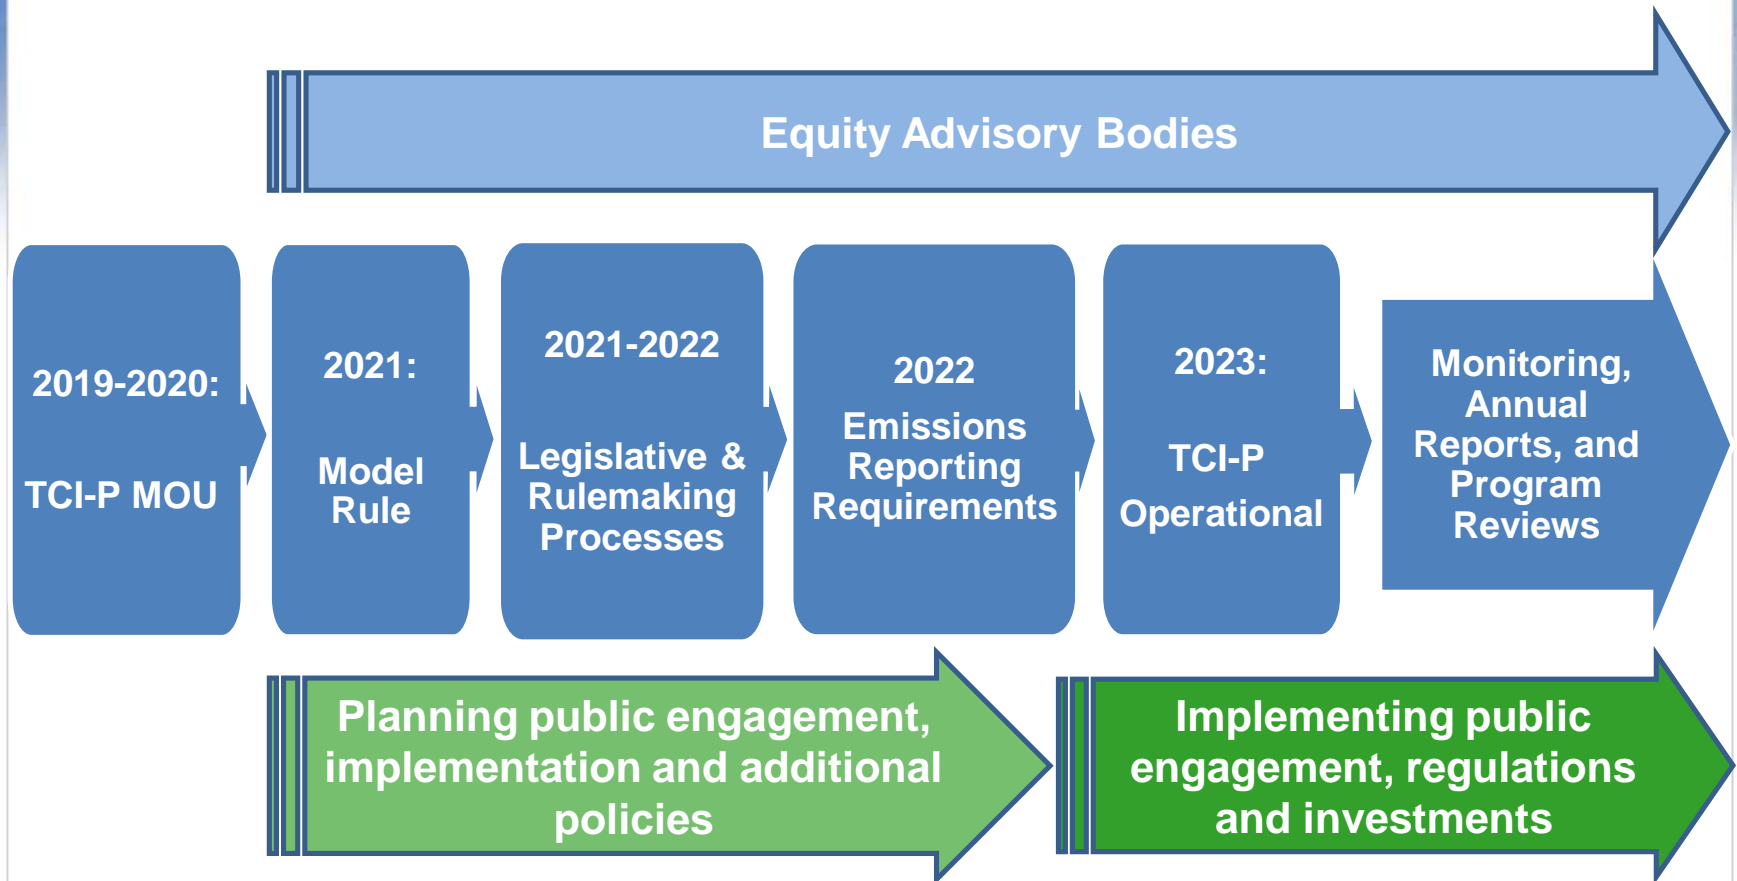 Equity Advisory Bodies
2019-2020:
TCI-P MOU
2021:
Model
Rule
2021-2022
Legislative &
Rulemaking
Processes
2022
Emissions
Reporting
Requirements
2023:
TCI-P
Operational
Monitoring,
Annual
Reports, and
Program
Reviews
Planning public engagement,
implementation and additional
policies
Implementing public
engagement, regulations
and investments